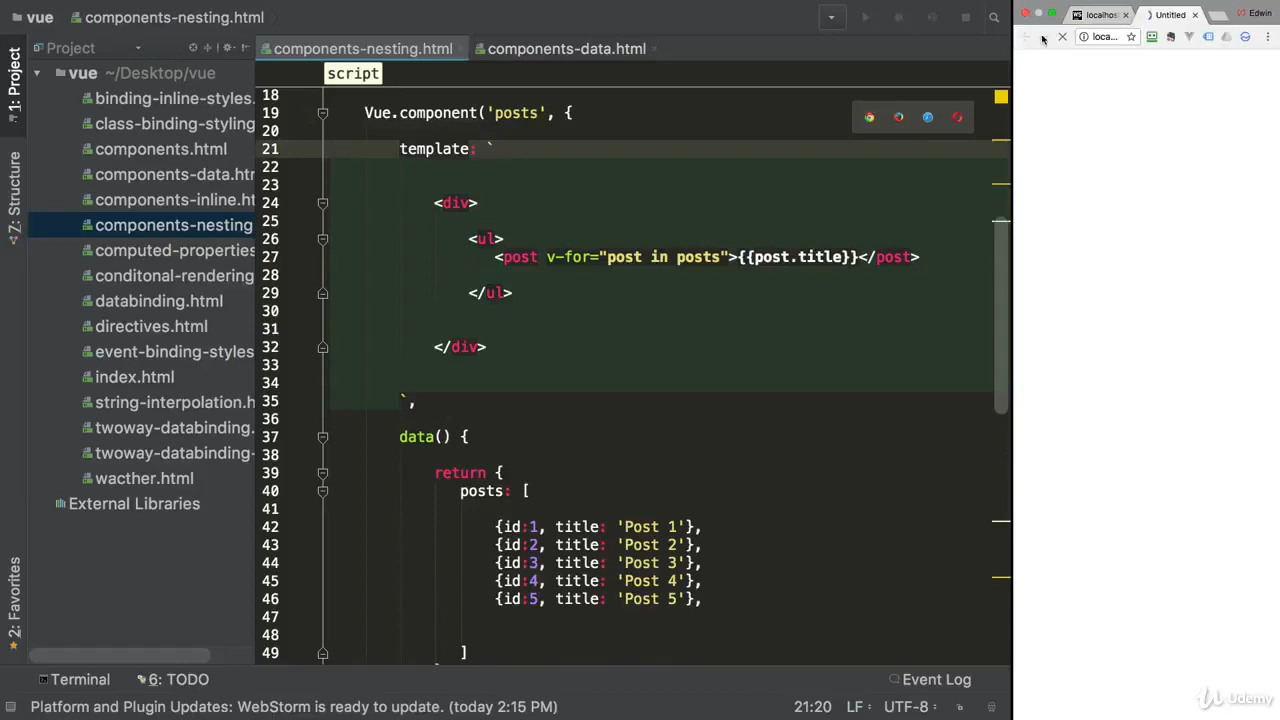 vue components-nesting.html
Project
components-nesting.html
components-data.html
script
1: Project
7: Structure
2: Favorites
vue ~/Desktop/vue
binding-inline-styles.
class-binding-styling
components.html
components-data.htm
components-inline.ht
components-nesting
computed-properties
conditonal-rendering
databinding.html
directives.html
event-binding-styles
index.html
string-interpolation.h
twoway-databinding.
twoway-databinding-
wacther.html
External Libraries
18
19 Vue.component('posts', {
20
21 template: `
22
23
24 <div>
25
26 <ul>
27 <post v-for="post in posts">{{post.title}}</post>
28
29 </ul>
30
31
32 </div>
33
34
35 `,
36
37 data() {
38
39 return {
40 posts: [
41
42 {id:1, title: 'Post 1'},
43 {id:2, title: 'Post 2'},
44 {id:3, title: 'Post 3'},
45 {id:4, title: 'Post 4'},
46 {id:5, title: 'Post 5'},
47
48
49 ]
localhos
Untitled
Edwin
loca...
Terminal 6: TODO Event Log
Platform and Plugin Updates: WebStorm is ready to update. (today 2:15 PM) 21:20 LF UTF-8
Udemy